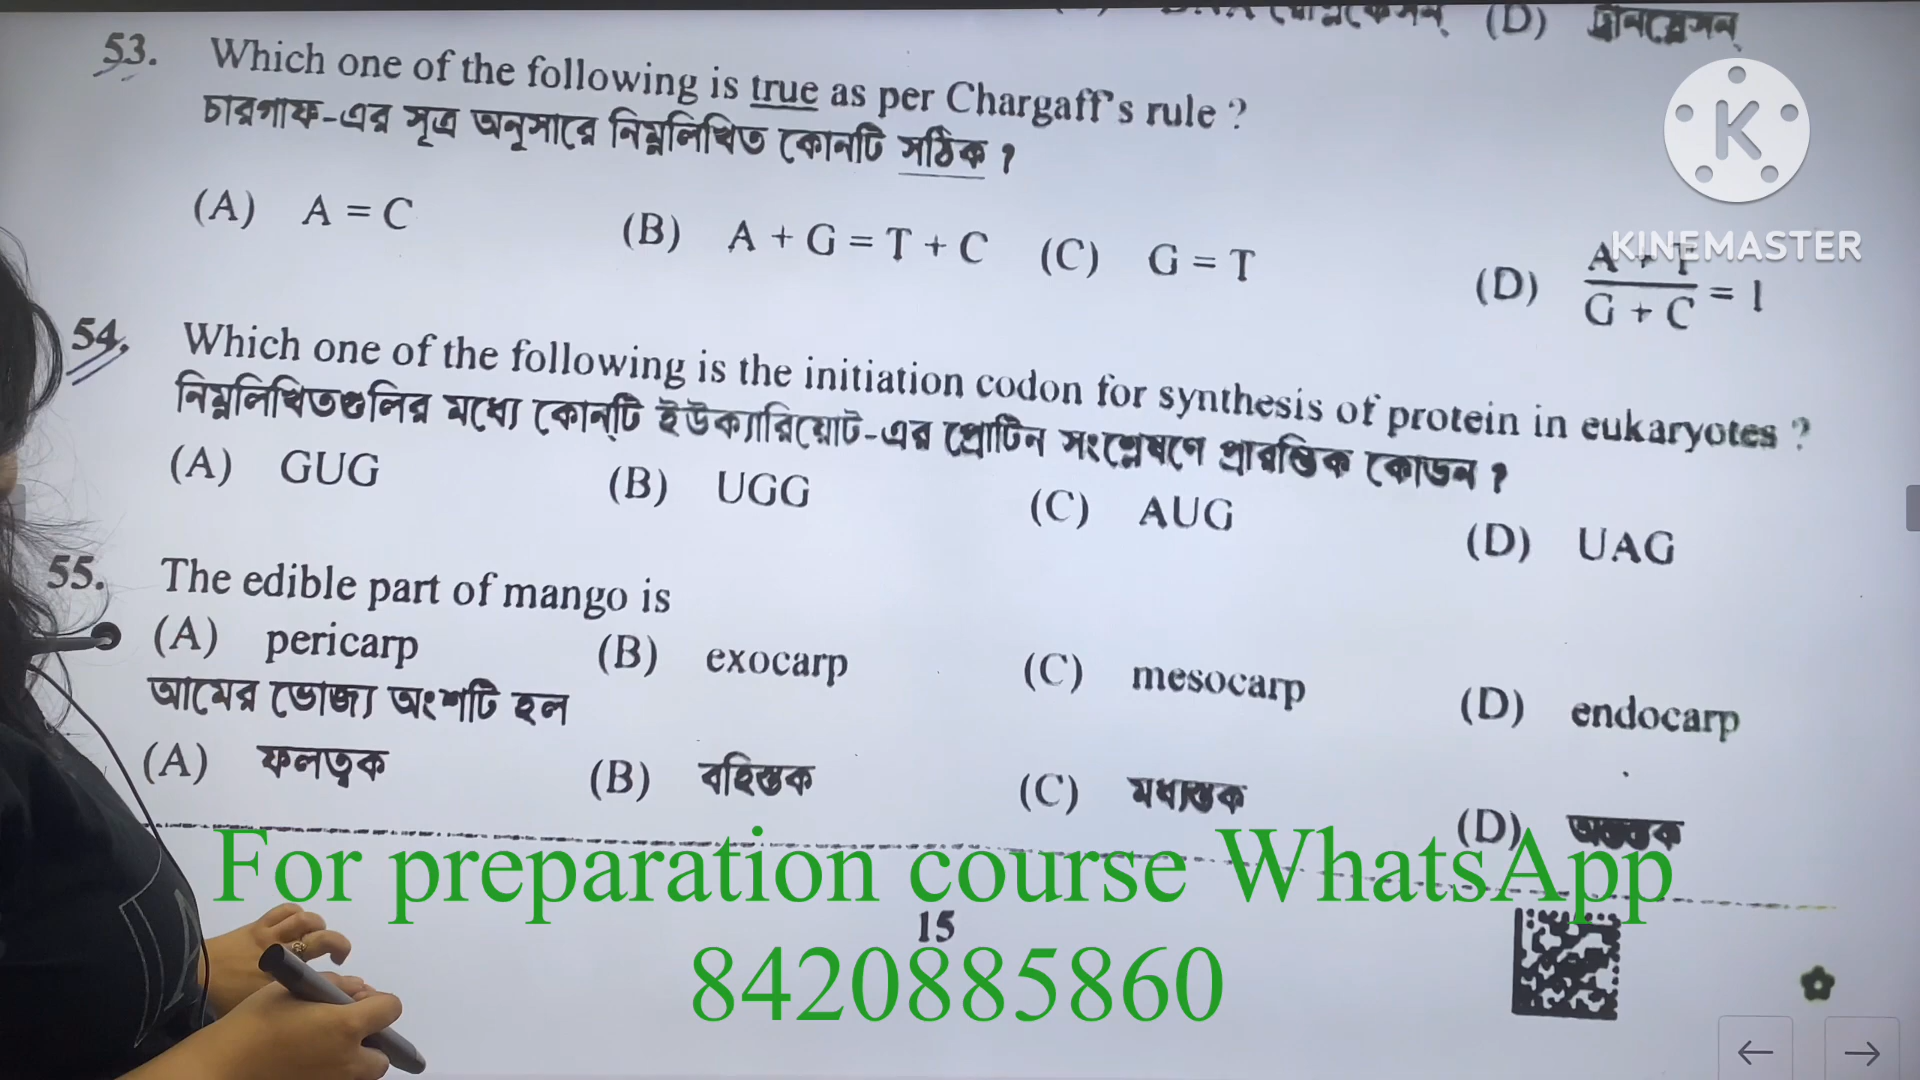 (D)
53. Which one of the following is true as per Chargaff's rule ?
চারগাফ-এর সূত্র অনুসারে নিম্নলিখিত কোনটি সঠিক ?
(A) A = C (B) A + G = T + C (C) G = T (D) A + T / G + C = 1
K
KINEMASTER
54. Which one of the following is the initiation codon for synthesis of protein in eukaryotes ?
নিম্নলিখিতগুলির মধ্যে কোন্‌টি ইউক্যারিয়োট-এর প্রোটিন সংশ্লেষণে প্রারম্ভিক কোডন ?
(A) GUG (B) UGG (C) AUG (D) UAG
55. The edible part of mango is
(A) pericarp (B) exocarp (C) mesocarp (D) endocarp
আমের ভোজ্য অংশটি হল
(A) ফলত্বক (B) বহিস্ত্বক (C) মধ্যত্বক (D) অন্তত্বক
For preparation course WhatsApp
15
8420885860